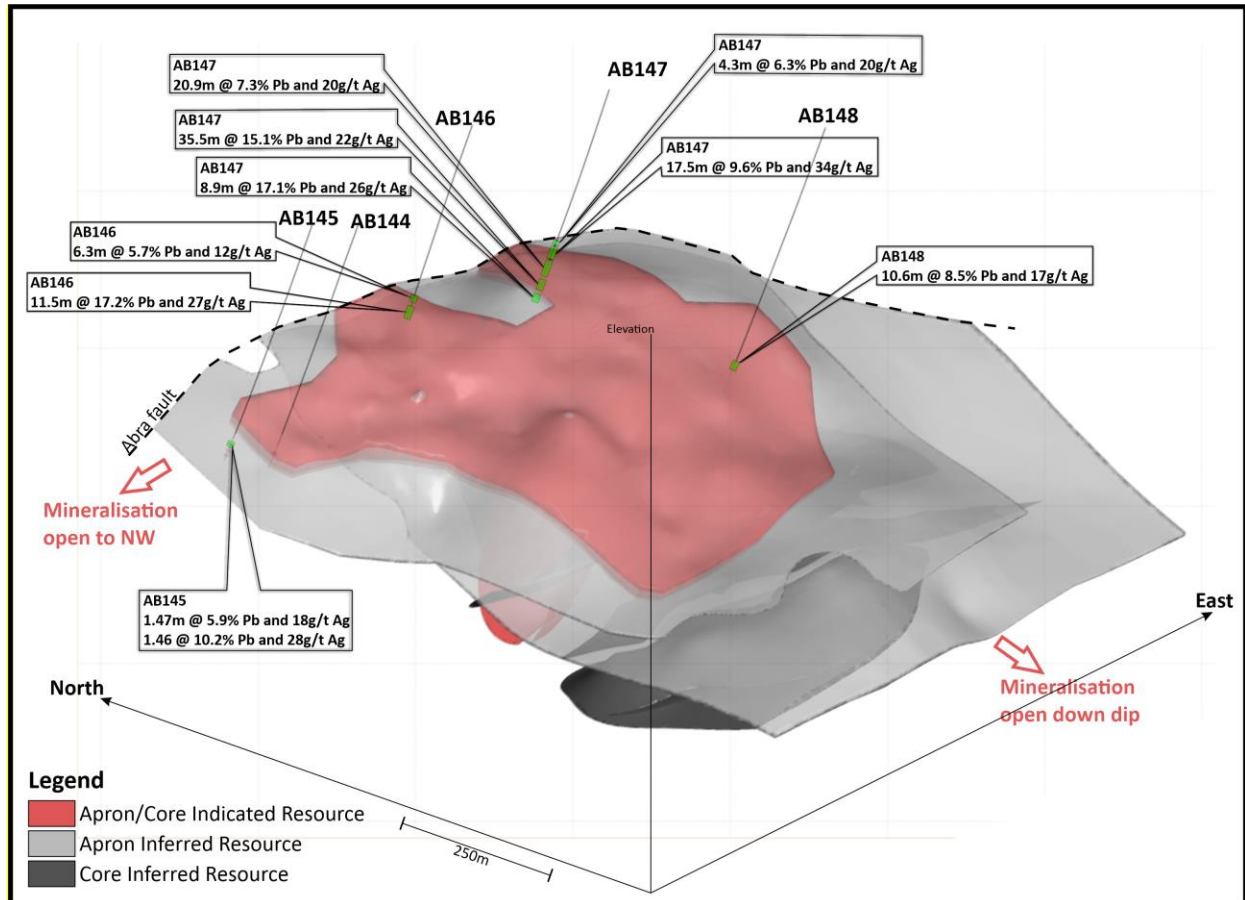 AB147
20.9m @ 7.3% Pb and 20g/t Ag
AB147
4.3m @ 6.3% Pb and 20g/t Ag
AB147
AB146
AB148
AB147
35.5m @ 15.1% Pb and 22g/t Ag
AB147
17.5m @ 9.6% Pb and 34g/t Ag
AB147
8.9m @ 17.1% Pb and 26g/t Ag
AB145
AB144
AB146
6.3m @ 5.7% Pb and 12g/t Ag
AB148
10.6m @ 8.5% Pb and 17g/t Ag
AB146
11.5m @ 17.2% Pb and 27g/t Ag
Elevation
Abra fault
Mineralisation
open to NW
AB145
1.47m @ 5.9% Pb and 18g/t Ag
1.46 @ 10.2% Pb and 28g/t Ag
East
North
Mineralisation
open down dip
Legend
Apron/Core Indicated Resource
Apron Inferred Resource
Core Inferred Resource
250m